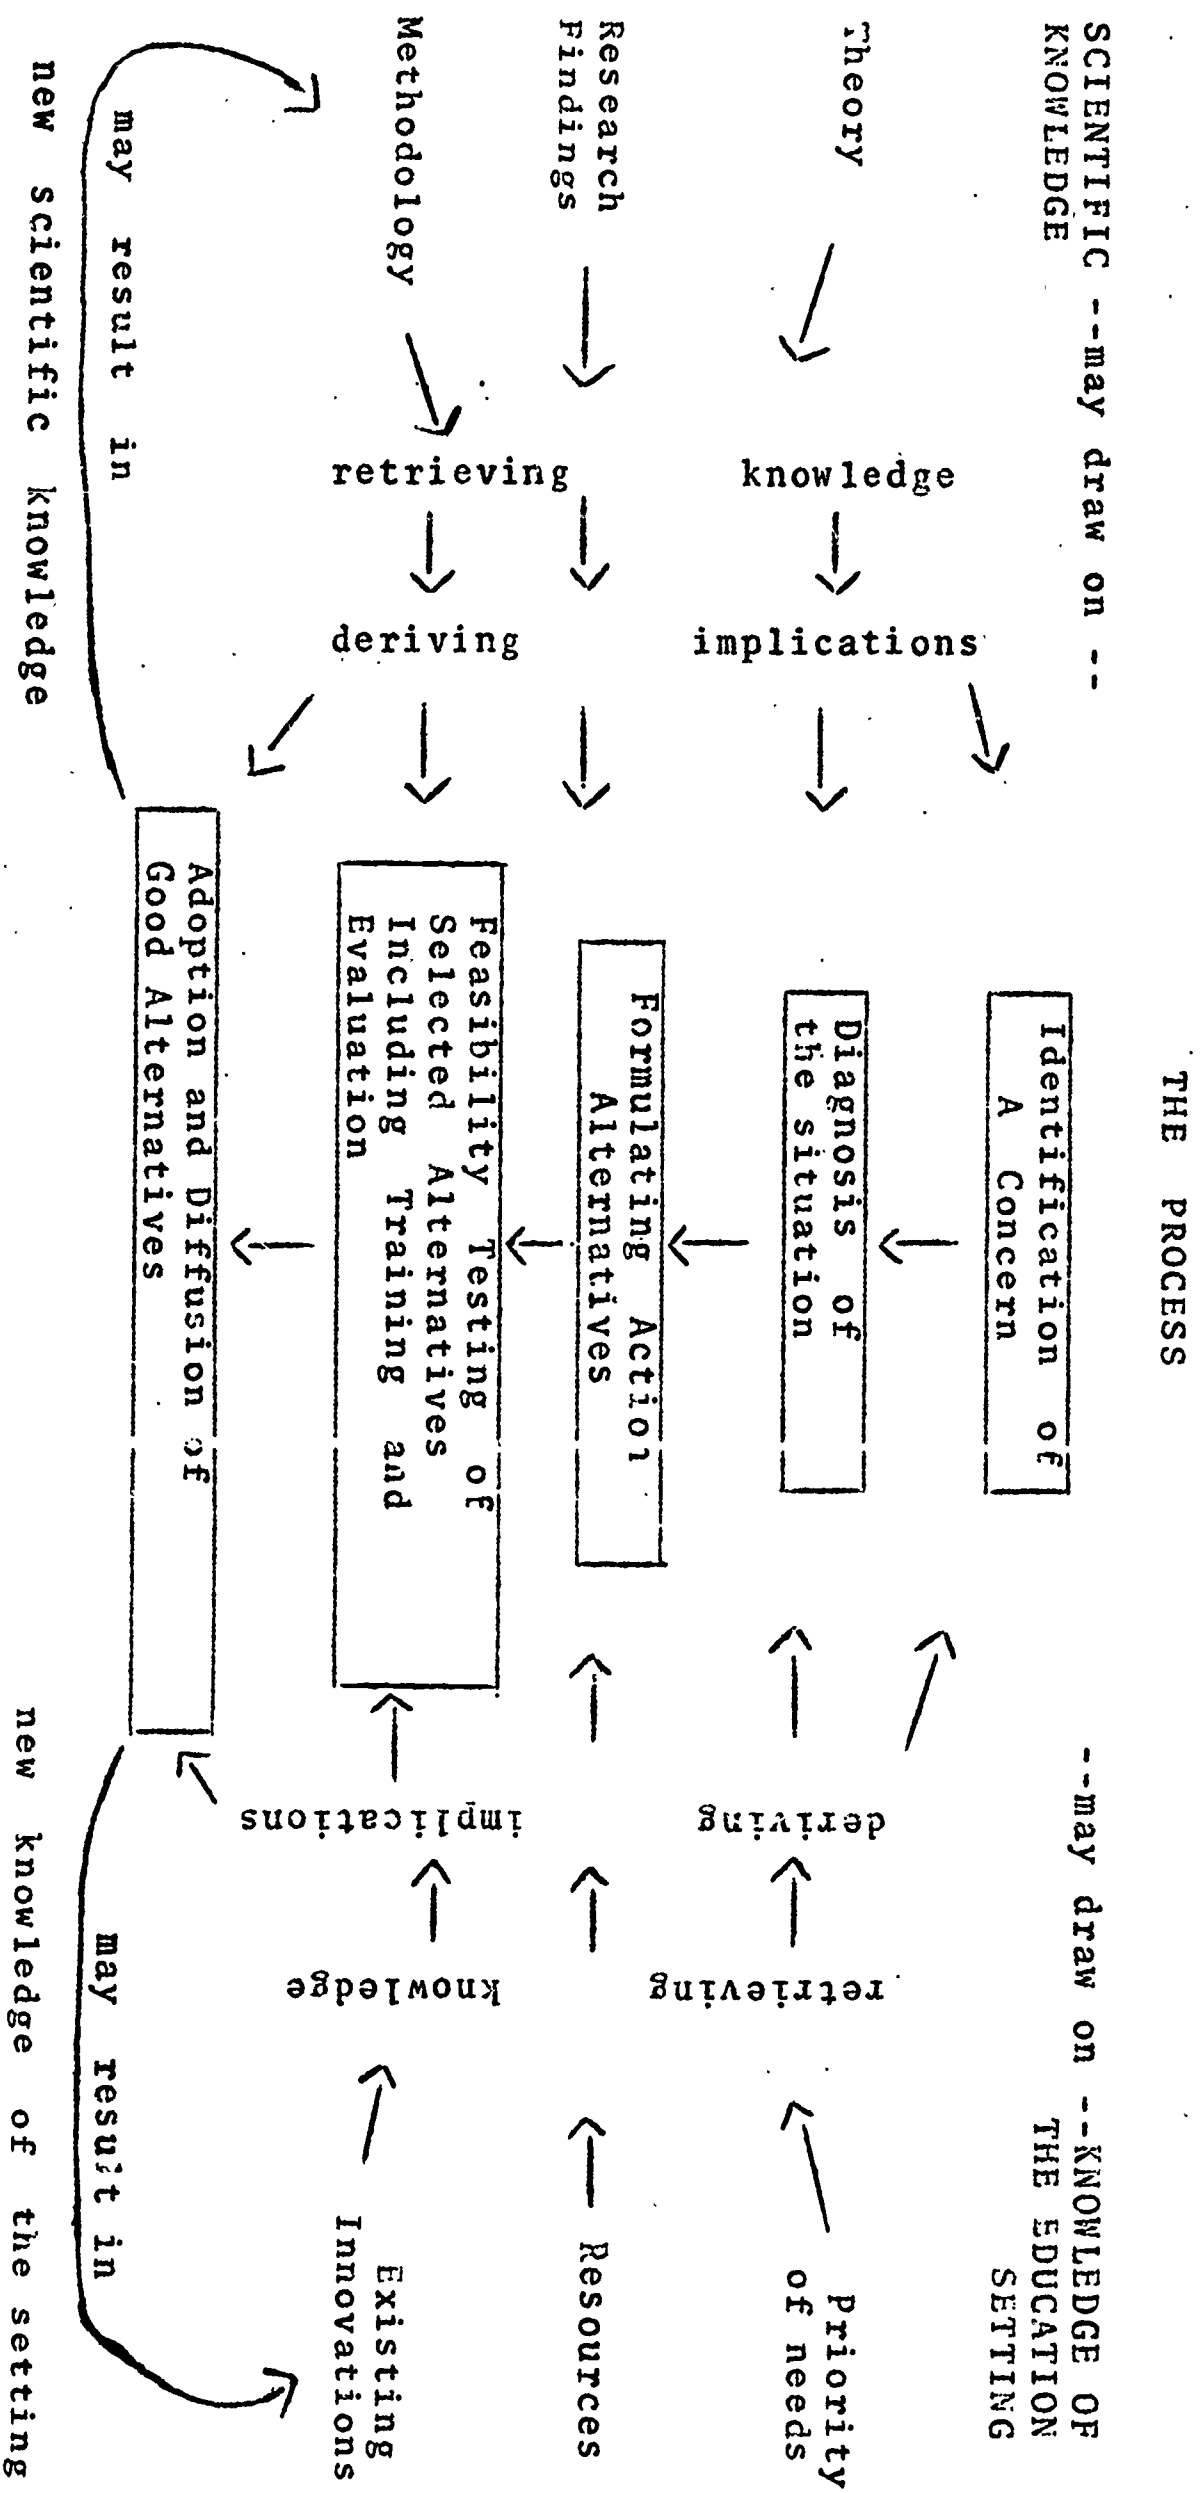 THE PROCESS
SCIENTIFIC --may draw on --
KNOWLEDGE
--may draw on --KNOWLEDGE OF
THE EDUCATION
SETTING
Theory
Research
Findings
Methodology
retrieving
knowledge
deriving
implications
Identification of
A Concern
Diagnosis of
the situation
Formulating Action
Alternatives
Feasibility Testing of
Selected Alternatives
Including Training and
Evaluation
Adoption and Diffusion of
Good Alternatives
deriving
implications
retrieving
knowledge
Priority
of needs
Resources
Existing
Innovations
may result in
new scientific knowledge
may result in
new knowledge of the setting